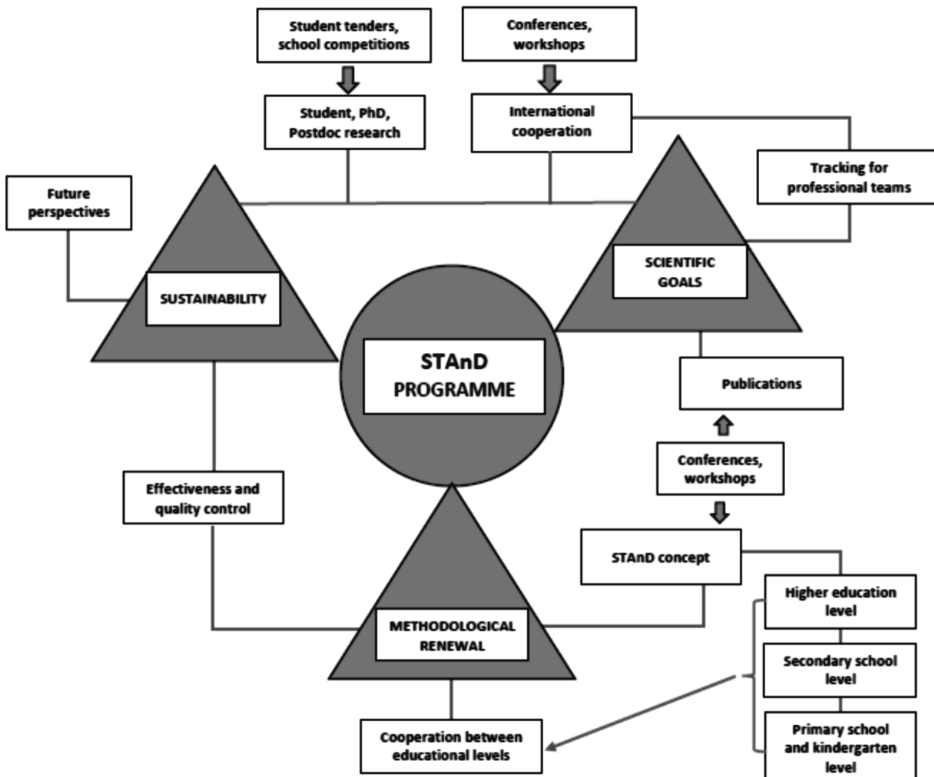 Student tenders,
school competitions
Conferences,
workshops
Student, PhD,
Postdoc research
International
cooperation
Tracking for
professional teams
Future
perspectives
SUSTAINABILITY
SCIENTIFIC
GOALS
STAnD
PROGRAMME
Publications
Conferences,
workshops
Effectiveness and
quality control
STAnD concept
Higher education
level
METHODOLOGICAL
RENEWAL
Secondary school
level
Cooperation between
educational levels
Primary school
and kindergarten
level